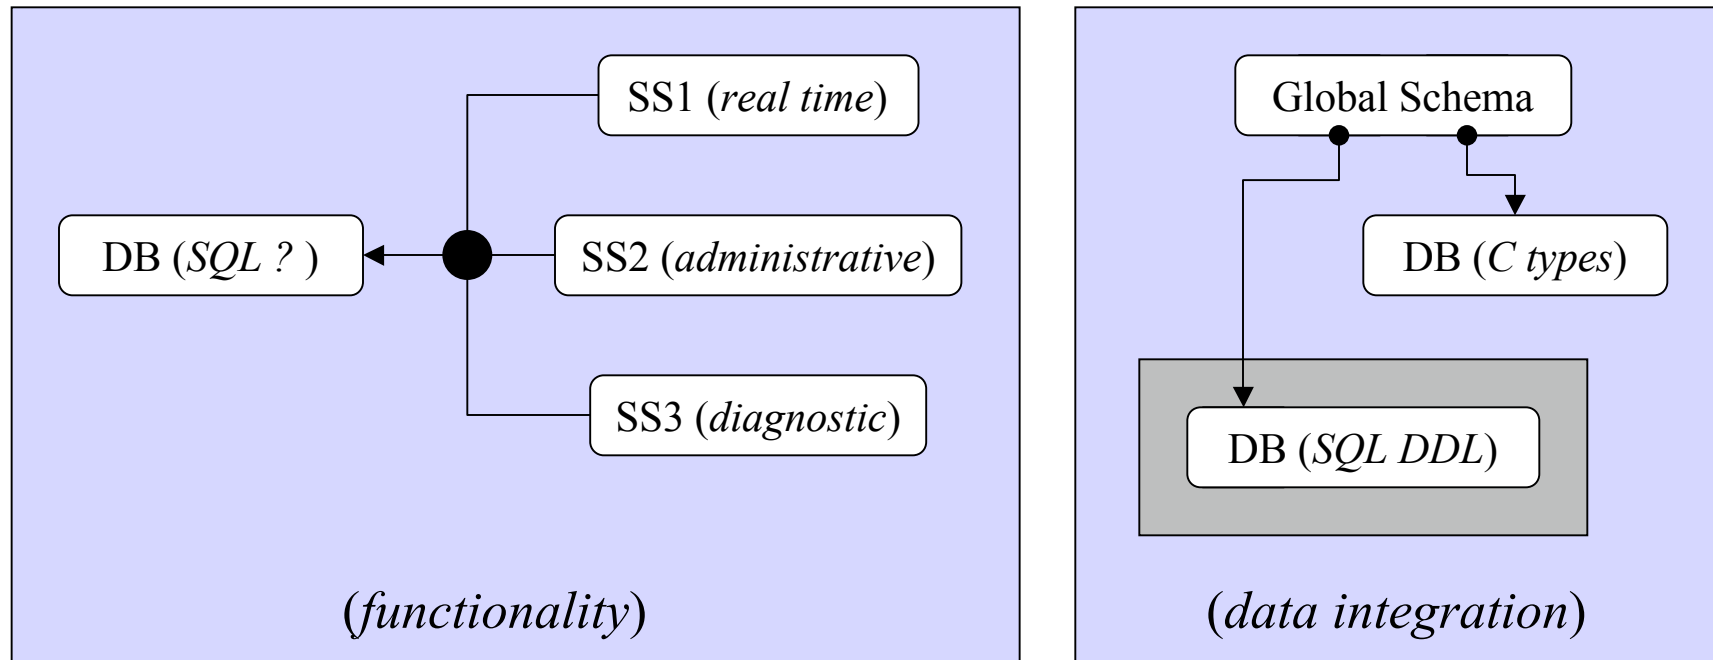 SS1 (real time)
DB (SQL ? )
SS2 (administrative)
SS3 (diagnostic)
(functionality)
Global Schema
DB (C types)
DB (SQL DDL)
(data integration)